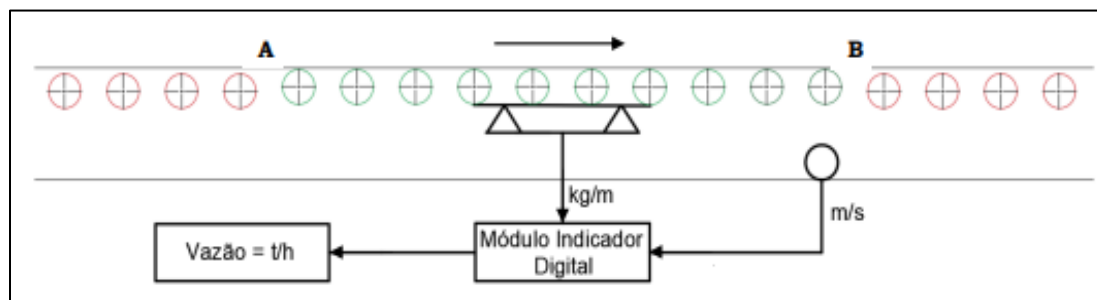 A
B
kg/m
m/s
Vazão = t/h
Módulo Indicador
Digital